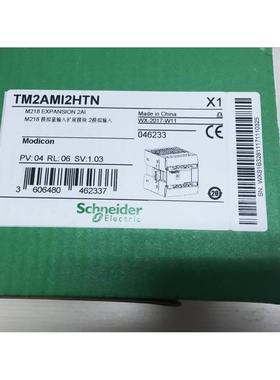 TM2AMI2HTN
X1
M218 EXPANSION 2AI
M218 模拟量输入扩展模块 2模拟输入
Made in China
WX-2017-W11
046233
Modicon
PV:04 RL:06 SV:1.03
3 606480 462337
Schneider
Electric
20